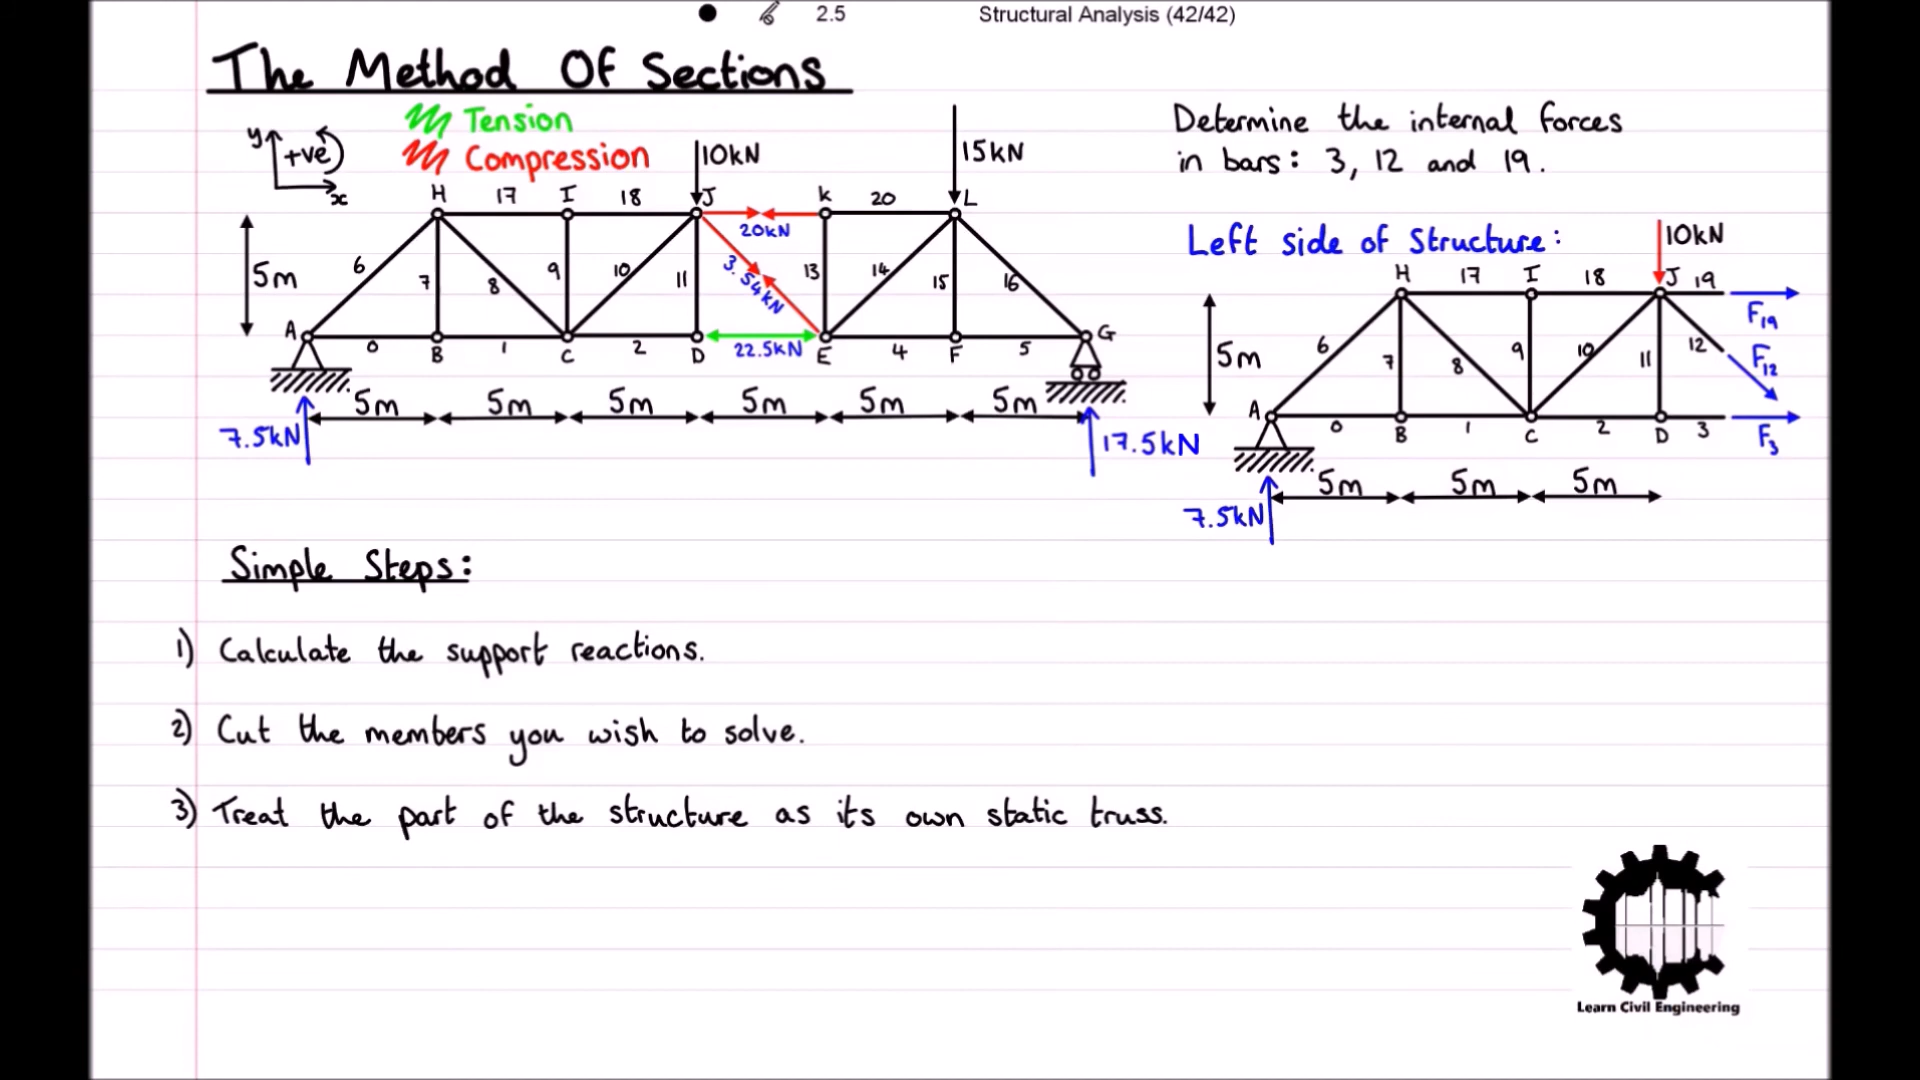 2.5 Structural Analysis (42/42)
The Method Of Sections
Tension
Compression
y
+ve
x
10kN
15kN
H 17 I 18 J K 20 L
20kN
3.54kN
5m
6 7 8 9 10 11 13 14 15 16
A 0 B 1 C 2 D 22.5kN E 4 F 5 G
5m 5m 5m 5m 5m 5m
7.5kN
17.5kN
Determine the internal forces
in bars: 3, 12 and 19.
Left side of Structure:
10kN
H 17 I 18 J 19
F19
5m
6 7 8 9 10 11 12
F12
A 0 B 1 C 2 D 3
F3
5m 5m 5m
7.5kN
Simple Steps:
1) Calculate the support reactions.
2) Cut the members you wish to solve.
3) Treat the part of the structure as its own static truss.
Learn Civil Engineering